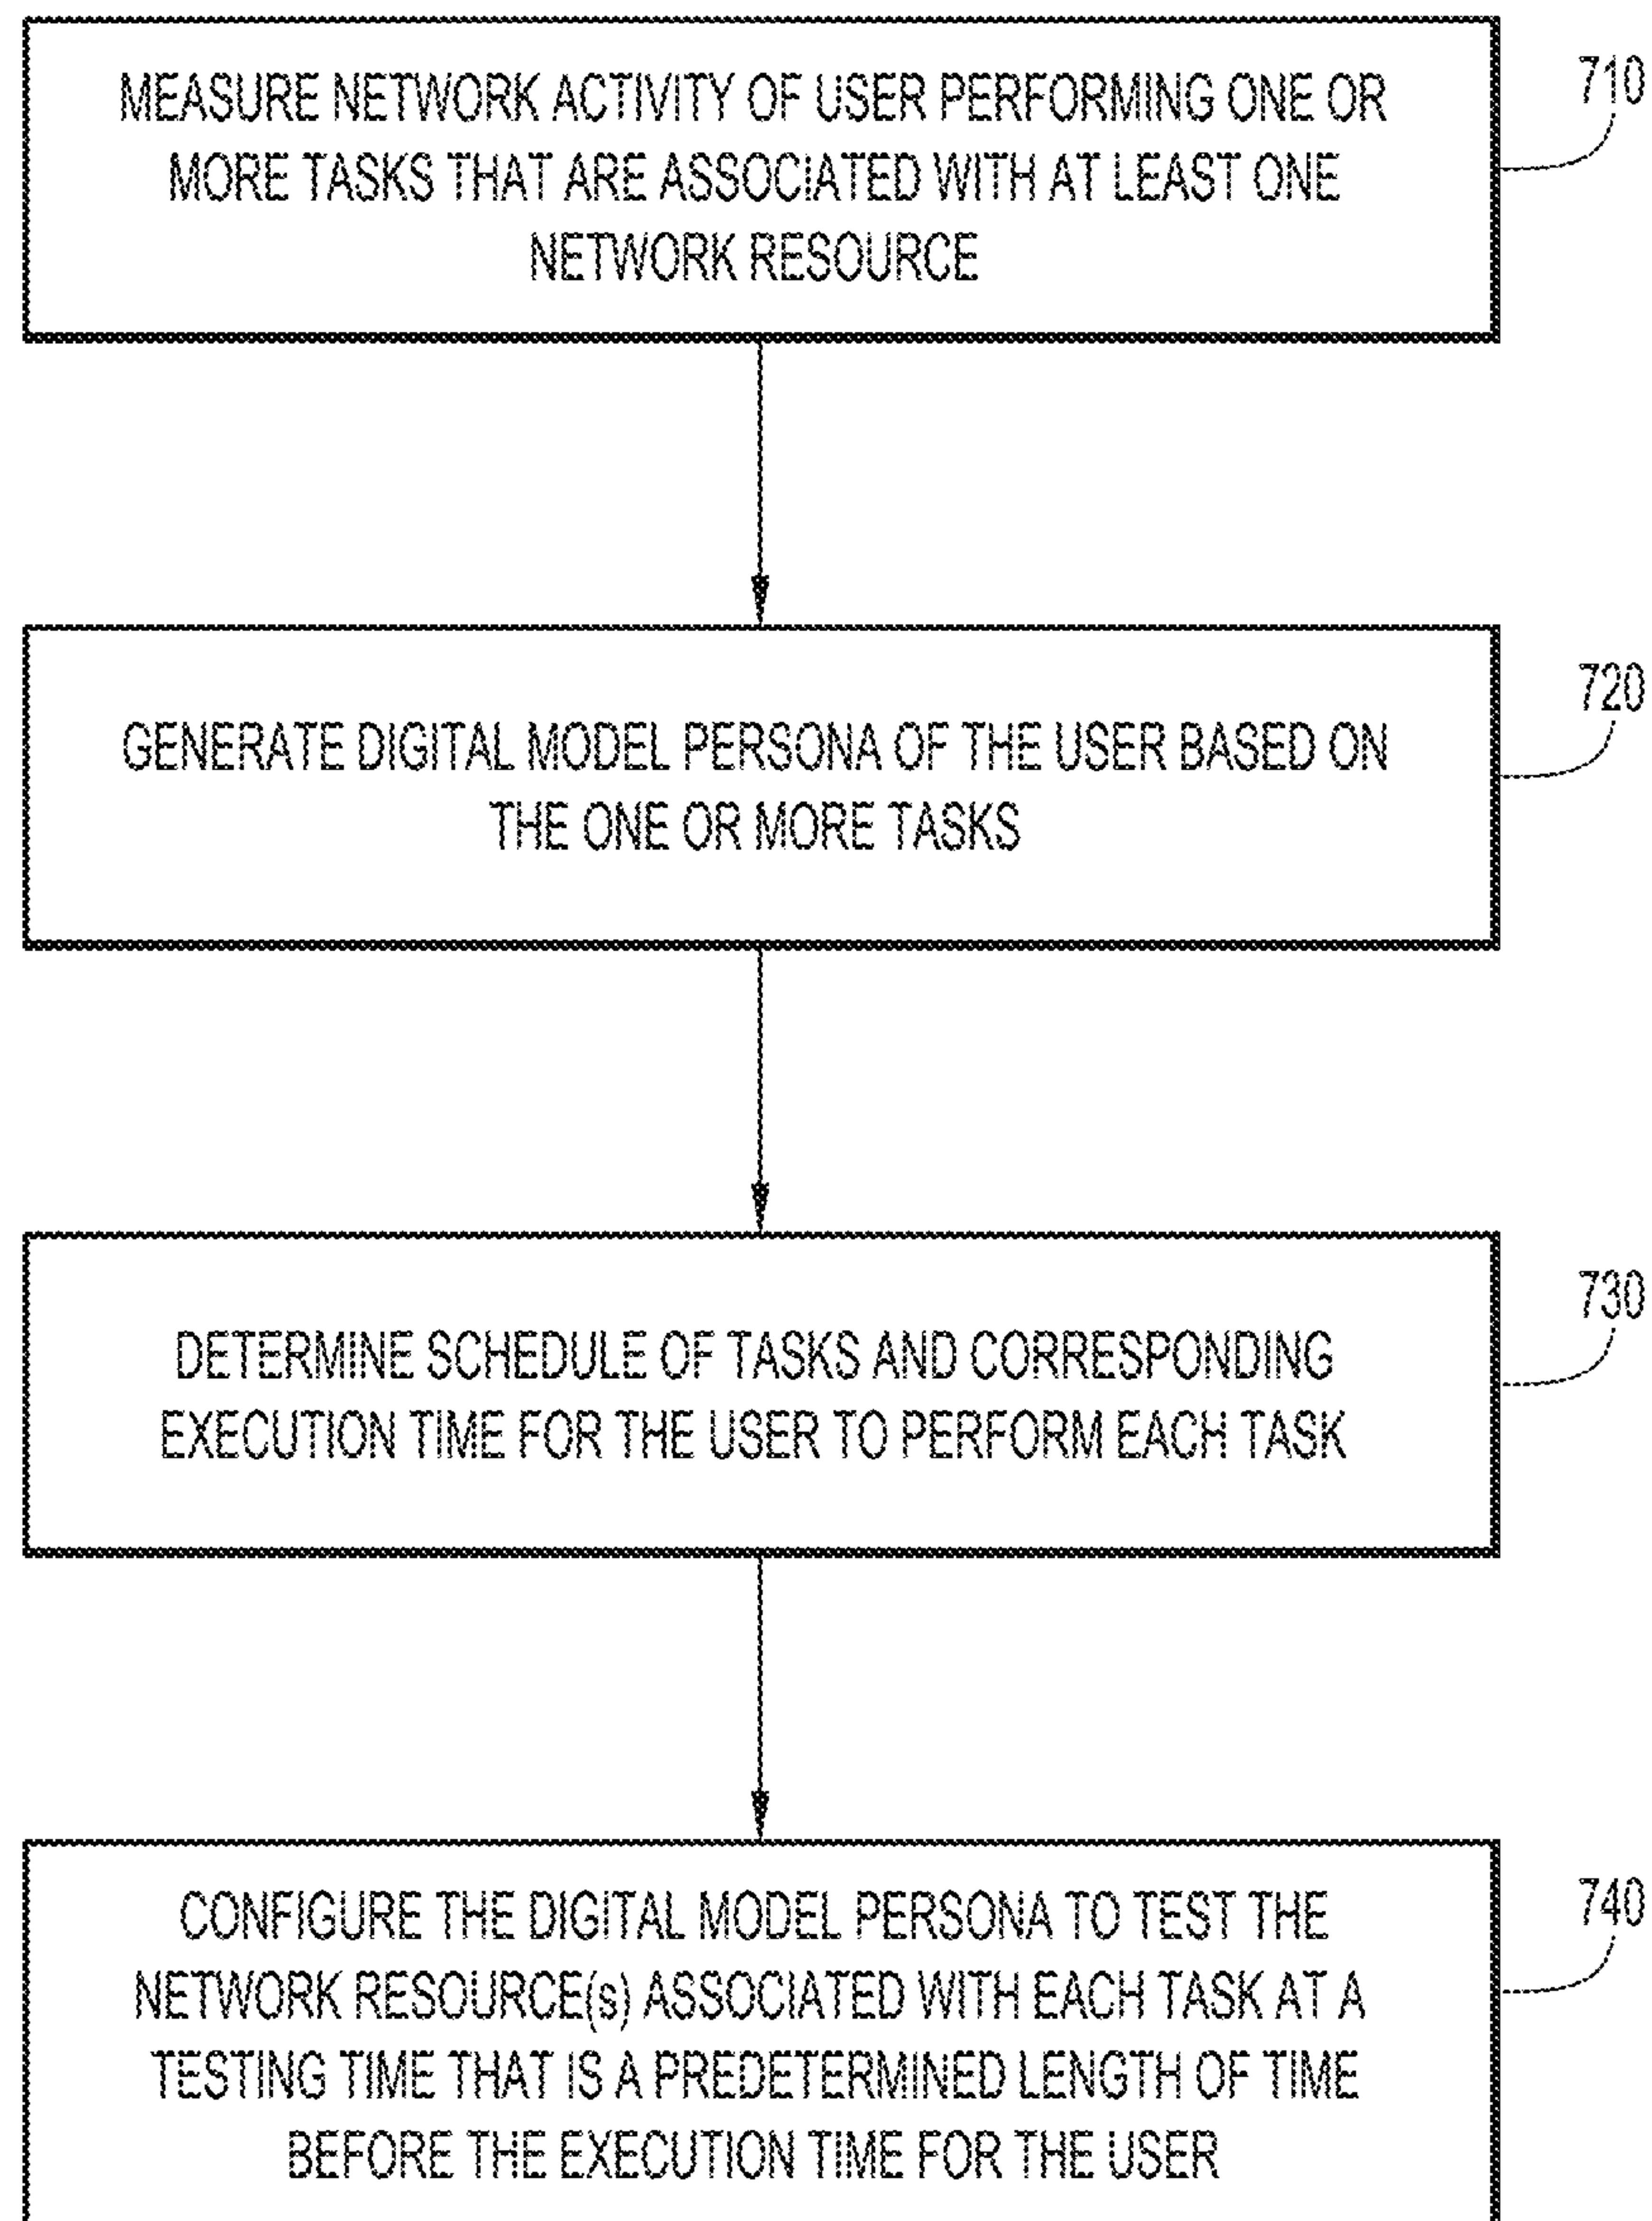 MEASURE NETWORK ACTIVITY OF USER PERFORMING ONE OR
MORE TASKS THAT ARE ASSOCIATED WITH AT LEAST ONE
NETWORK RESOURCE
710
GENERATE DIGITAL MODEL PERSONA OF THE USER BASED ON
THE ONE OR MORE TASKS
720
DETERMINE SCHEDULE OF TASKS AND CORRESPONDING
EXECUTION TIME FOR THE USER TO PERFORM EACH TASK
730
CONFIGURE THE DIGITAL MODEL PERSONA TO TEST THE
NETWORK RESOURCE(s) ASSOCIATED WITH EACH TASK AT A
TESTING TIME THAT IS A PREDETERMINED LENGTH OF TIME
BEFORE THE EXECUTION TIME FOR THE USER
740